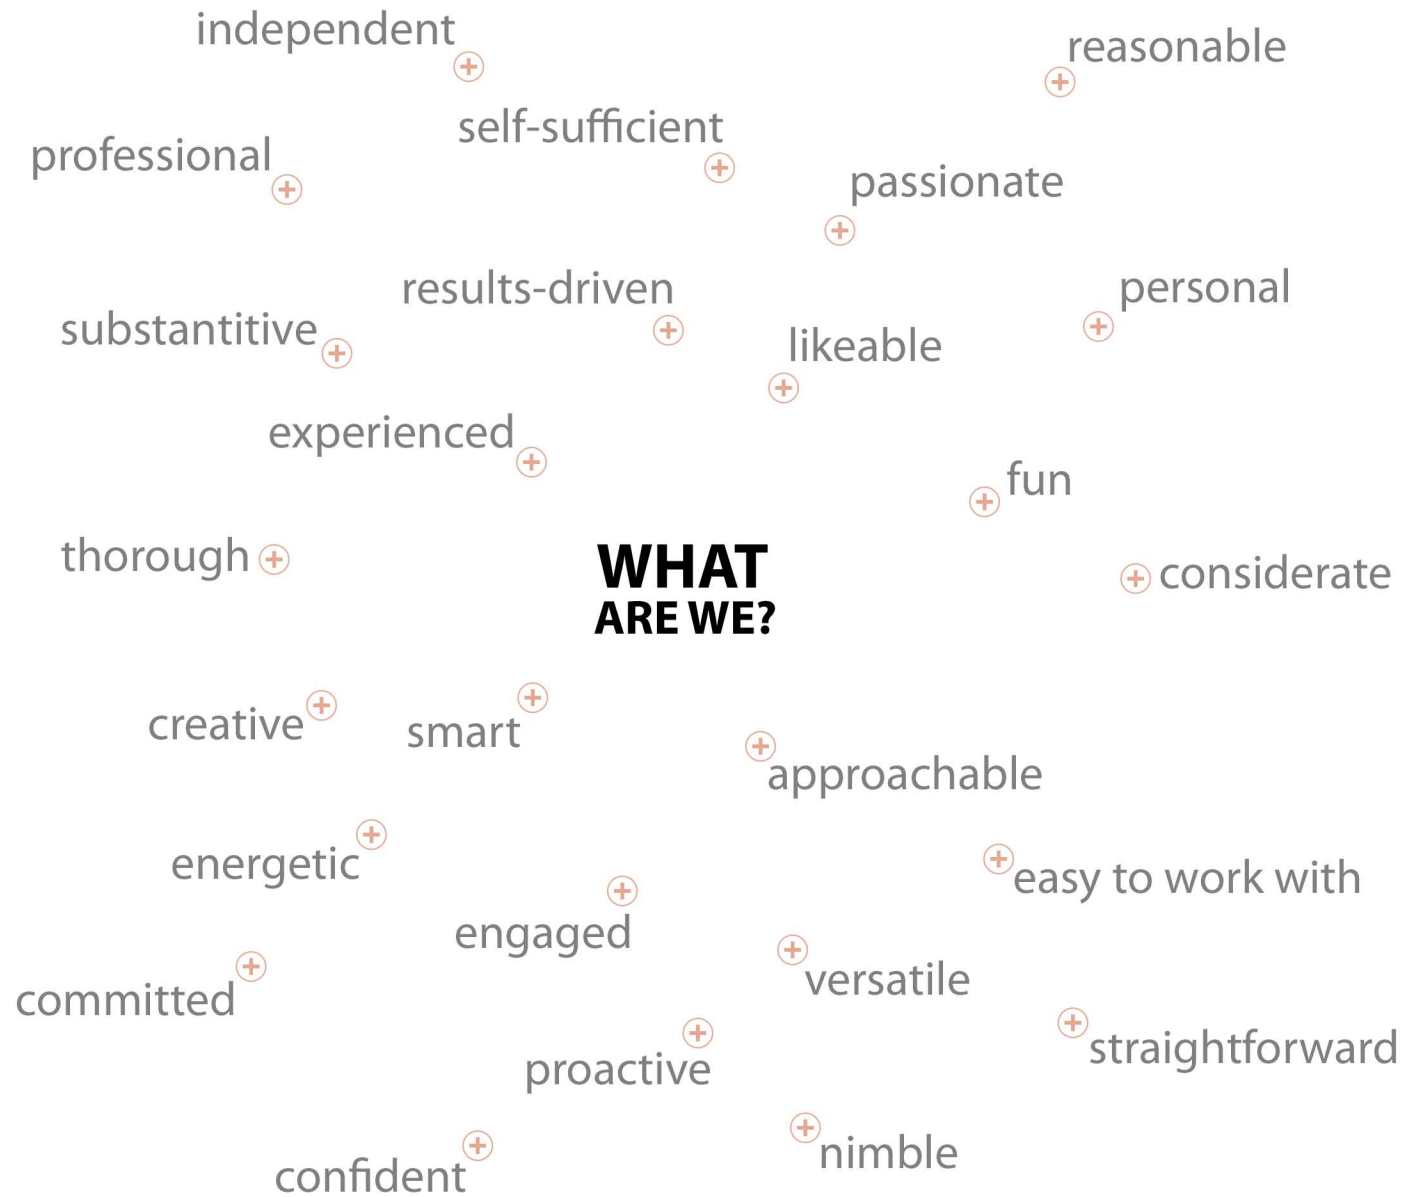 independent
reasonable
self-sufficient
professional
passionate
results-driven
personal
substantitive
likeable
experienced
fun
thorough
WHAT
ARE WE?
considerate
creative
smart
approachable
energetic
easy to work with
engaged
versatile
committed
straightforward
proactive
nimble
confident